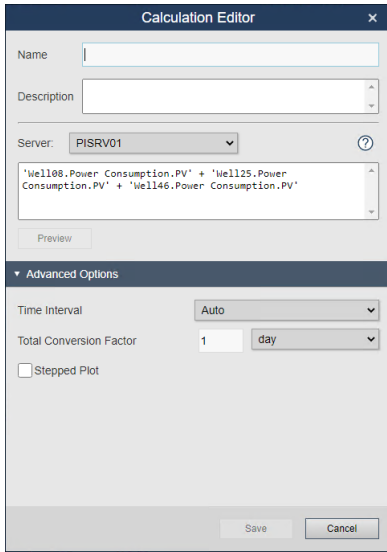 Calculation Editor ×
Name
Description
Server: PISRV01 ?
'Well08.Power Consumption.PV' + 'Well25.Power
Consumption.PV' + 'Well46.Power Consumption.PV'
Preview
Advanced Options
Time Interval Auto
Total Conversion Factor 1 day
Stepped Plot
Save Cancel